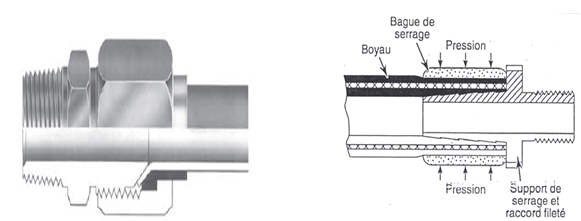 Bague de
serrage
Boyau
Pression
Pression
Support de
serrage et
raccord fileté